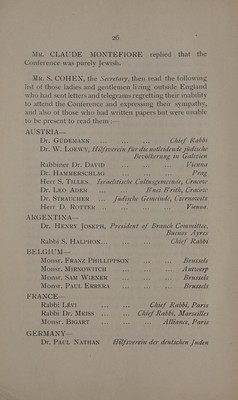 26
MR. CLAUDE MONTEFIORE replied that the
Conference was purely Jewish.
MR. S. COHEN, the Secretary, then read the following
list of those ladies and gentlemen living outside England
who had sent letters and telegrams regretting their inability
to attend the Conference and expressing their sympathy,
and also of those who had written papers but were unable
to be present to read them :—
AUSTRIA—
Dr. GÜDEMANN ... ... ... Chief Rabbi
Dr. W. LOEWY, Hilfsverein für die notleidende jüdische
Bevölkerung in Galizien
Rabbiner Dr. DAVID ... ... ... Vienna
Dr. HAMMERSCHLAG ... ... ... Prag
Herr S. TILLES. Israelitische Cultusgemeinde, Cracow
Dr. LEO ADER ... ... B'nei B'rith, Cracow
Dr. STRAUCHER ... Jüdische Gemeinde, Czernowitz
Herr D. ROTTER ... ... ... Vienna.
ARGENTINA—
Dr. HENRY JOSEPH, President of Branch Committee,
Buenos Ayres
Rabbi S. HALPHON... ... ... Chief Rabbi
BELGIUM—
Monsr. FRANZ PHILLIPPSON ... ... Brussels
Monsr. MIRNOWITCH ... ... Antwerp
Monsr. SAM WIENER ... ... Brussels
Monsr. PAUL ERRERA ... ... Brussels
FRANCE—
Rabbi LÉVI ... ... Chief Rabbi, Paris
Rabbi Dr. MEISS ... ... Chief Rabbi, Marseilles
Monsr. BIGART ... ... Alliance, Paris
GERMANY—
Dr. PAUL NATHAN Hilfsverein der deutschen Juden